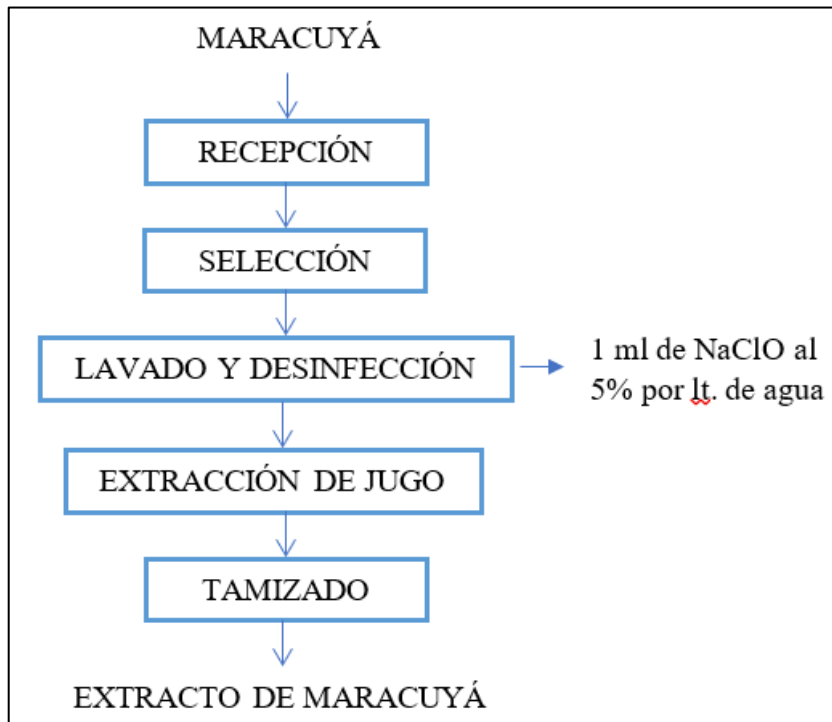 MARACUYÁ
RECEPCIÓN
SELECCIÓN
LAVADO Y DESINFECCIÓN
1 ml de NaClO al
5% por lt. de agua
EXTRACCIÓN DE JUGO
TAMIZADO
EXTRACTO DE MARACUYÁ